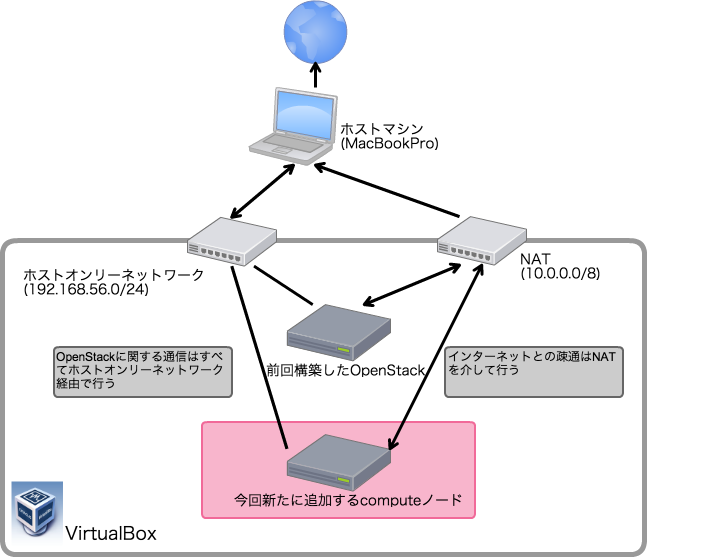 ホストマシン
(MacBookPro)
ホストオンリーネットワーク
(192.168.56.0/24)
NAT
(10.0.0.0/8)
OpenStackに関する通信はすべ
てホストオンリーネットワーク
経由で行う
前回構築したOpenStack
インターネットとの疎通はNAT
を介して行う
今回新たに追加するcomputeノード
VirtualBox